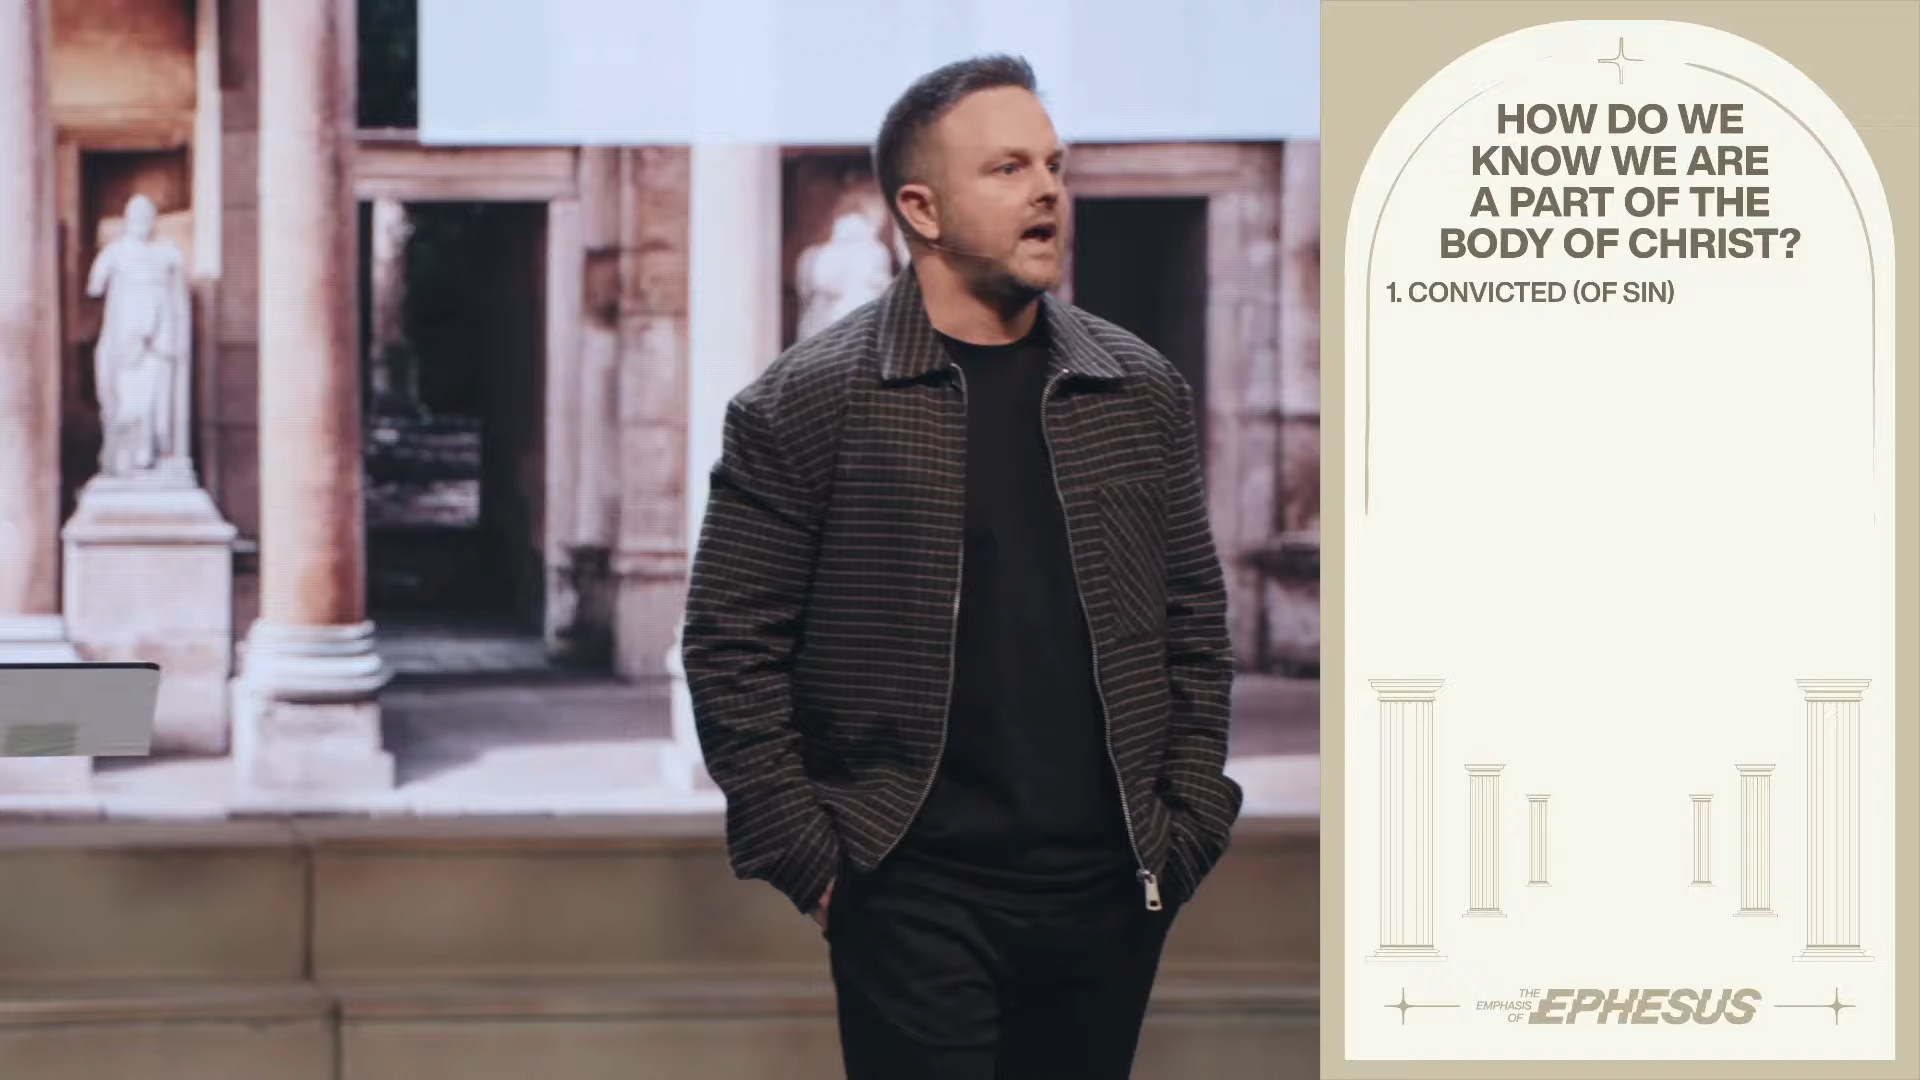 HOW DO WE
KNOW WE ARE
A PART OF THE
BODY OF CHRIST?
1. CONVICTED (OF SIN)
THE
EMPHASIS
OF
EPHESUS